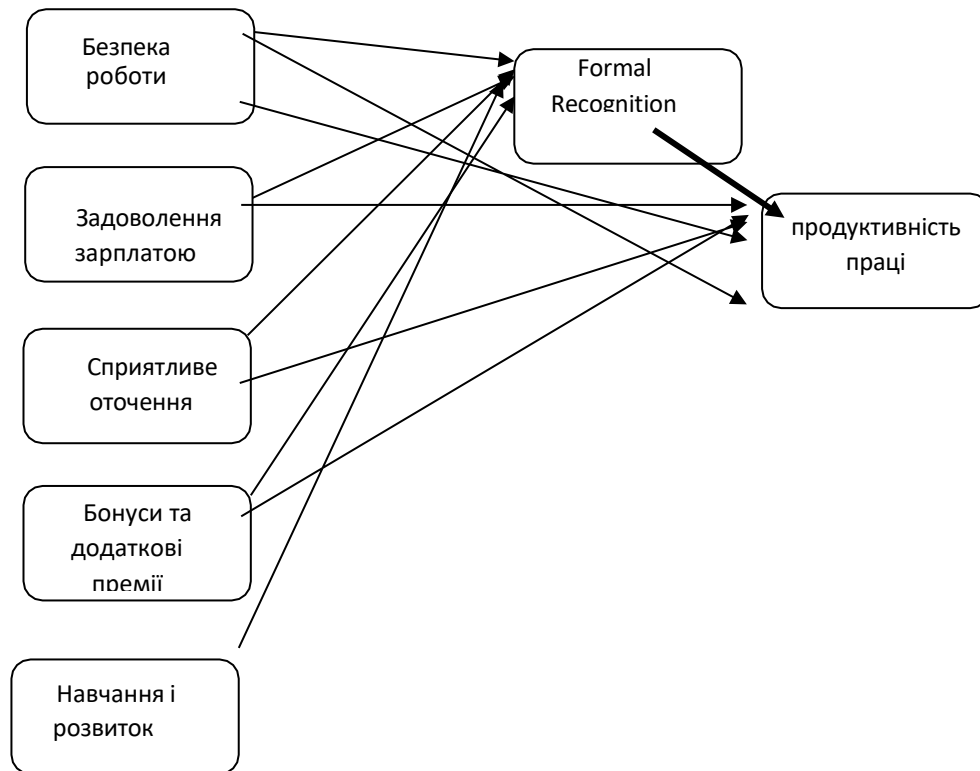 Безпека
роботи
Formal
Recognition
Задоволення
зарплатою
продуктивність
праці
Сприятливе
оточення
Бонуси та
додаткові
премії
Навчання і
розвиток